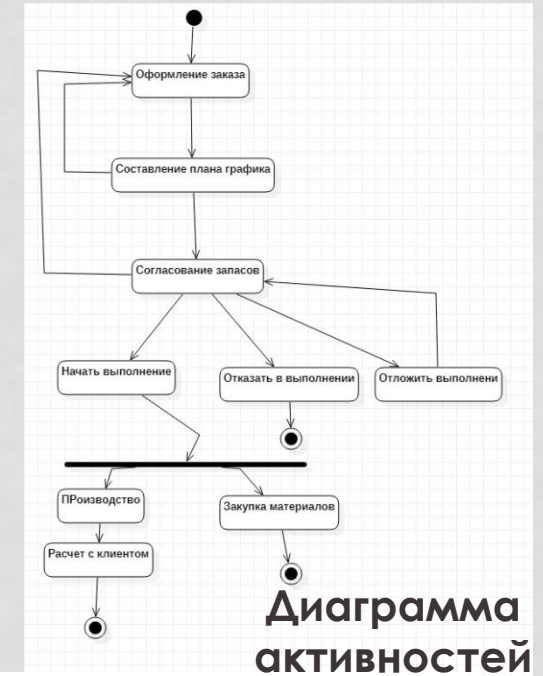 Оформление заказа
Составление плана графика
Согласование запасов
Начать выполнение
Отказать в выполнении
Отложить выполнени
ПРоизводство
Закупка материалов
Расчет с клиентом
Диаграмма
активностей